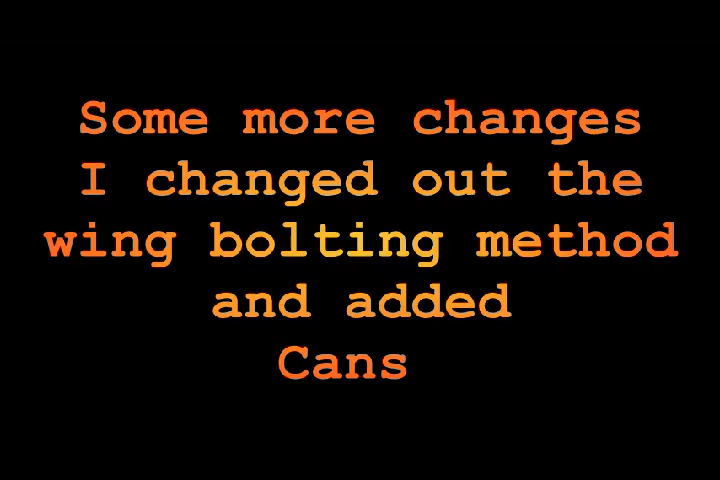 Some more changes
I changed out the
wing bolting method
and added
Cans